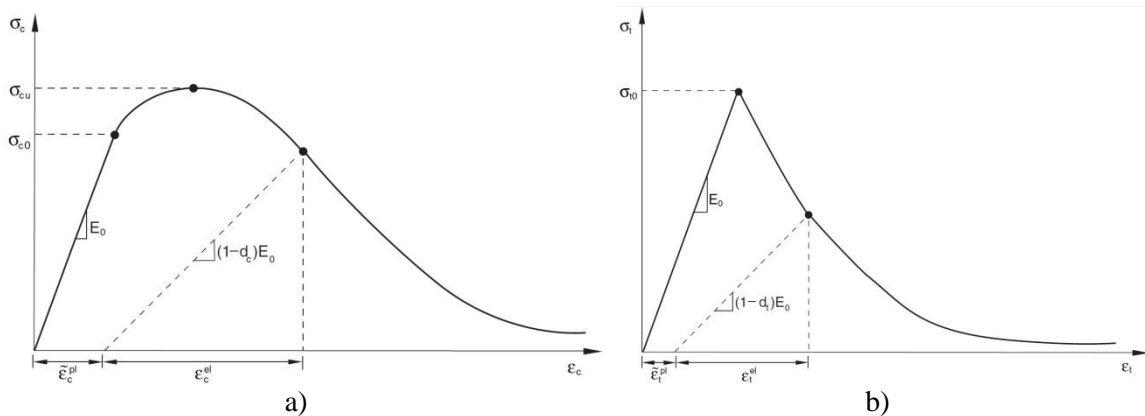 σc
σcu
σc0
E₀
(1−dc)E₀
ε̃c^pl
εc^el
εc
a)
σt
σt0
E₀
(1−dt)E₀
ε̃t^pl
εt^el
εt
b)